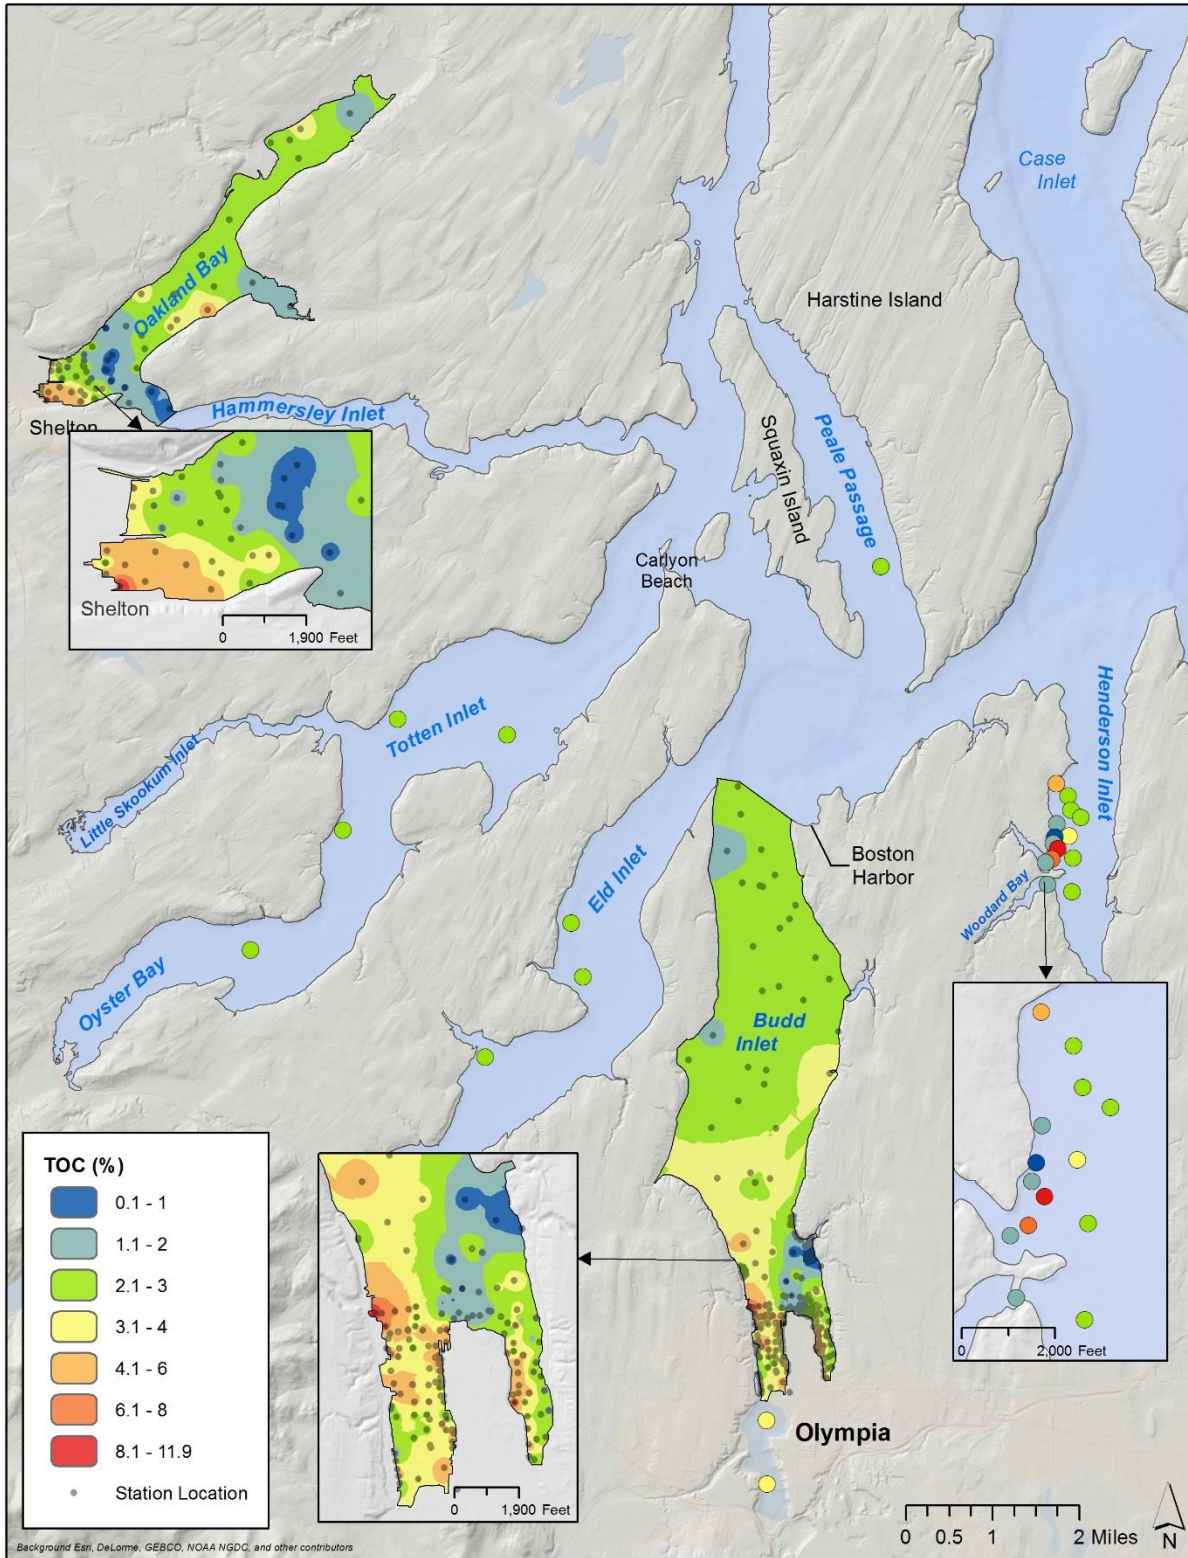 Case
Inlet
Harstine Island
Oakland Bay
Shelton
Hammersley Inlet
Squaxin Island
Peale Passage
Carlyon
Beach
Shelton
0
1,900 Feet
Totten Inlet
Little Skookum Inlet
Henderson Inlet
Eld Inlet
Boston
Harbor
Woodard Bay
Oyster Bay
Budd
Inlet
0
2,000 Feet
TOC (%)
0.1 - 1
1.1 - 2
2.1 - 3
3.1 - 4
4.1 - 6
6.1 - 8
8.1 - 11.9
Station Location
0
1,900 Feet
Olympia
0
0.5
1
2 Miles
N
Background Esri, DeLorme, GEBCO, NOAA NGDC, and other contributors